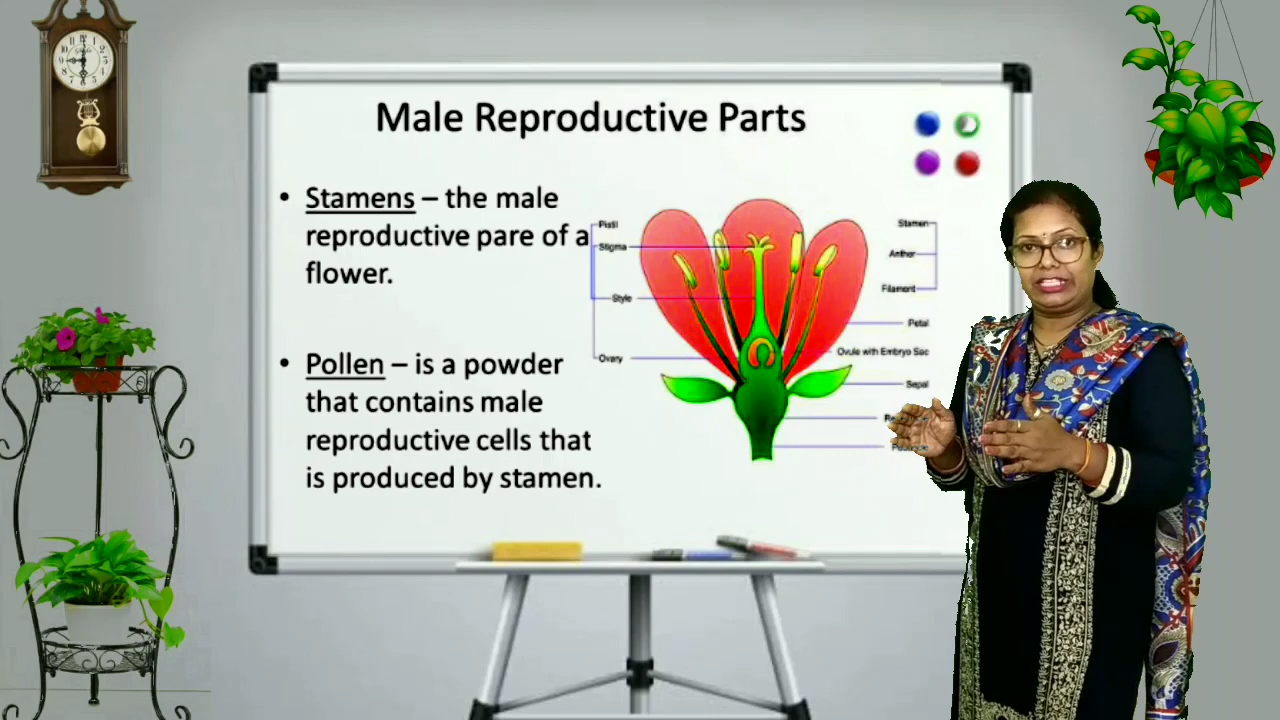 Male Reproductive Parts
• Stamens – the male
reproductive pare of a
flower.
• Pollen – is a powder
that contains male
reproductive cells that
is produced by stamen.
Pistil
Stigma
Style
Ovary
Stamen
Anther
Filament
Petal
Ovule with Embryo Sac
Sepal